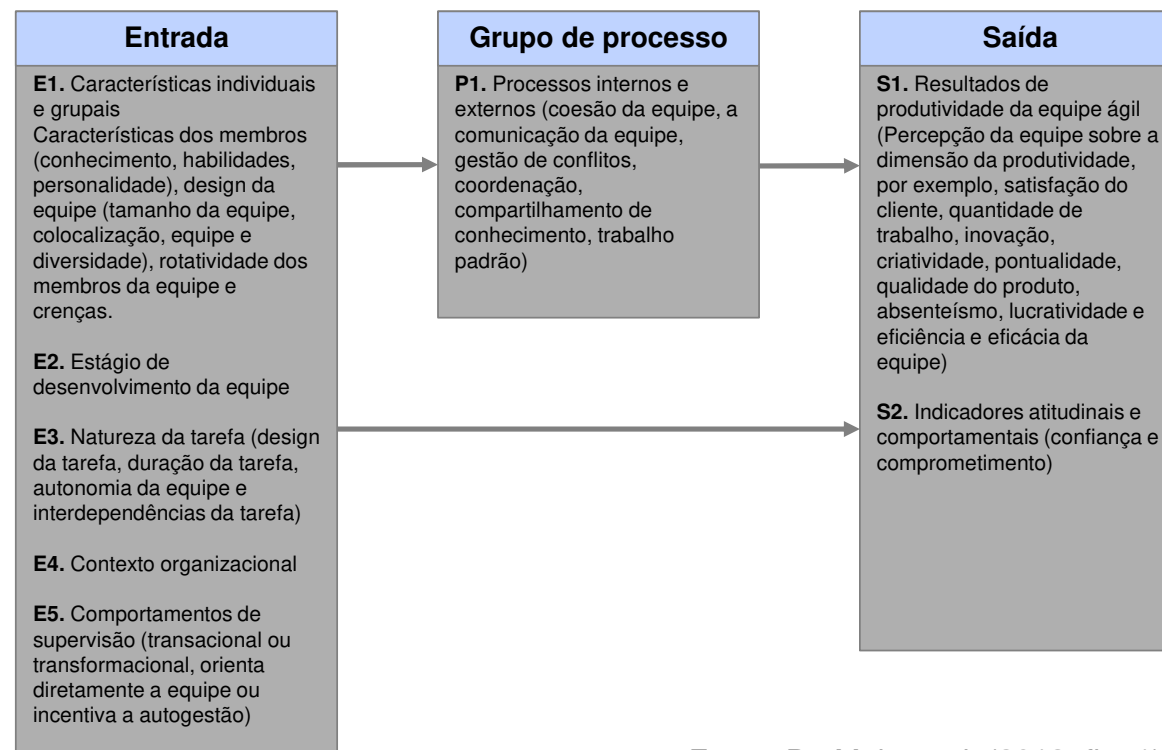 Entrada
E1. Características individuais
e grupais
Características dos membros
(conhecimento, habilidades,
personalidade), design da
equipe (tamanho da equipe,
colocalização, equipe e
diversidade), rotatividade dos
membros da equipe e
crenças.
E2. Estágio de
desenvolvimento da equipe
E3. Natureza da tarefa (design
da tarefa, duração da tarefa,
autonomia da equipe e
interdependências da tarefa)
E4. Contexto organizacional
E5. Comportamentos de
supervisão (transacional ou
transformacional, orienta
diretamente a equipe ou
incentiva a autogestão)
Grupo de processo
P1. Processos internos e
externos (coesão da equipe, a
comunicação da equipe,
gestão de conflitos,
coordenação,
compartilhamento de
conhecimento, trabalho
padrão)
Saída
S1. Resultados de
produtividade da equipe ágil
(Percepção da equipe sobre a
dimensão da produtividade,
por exemplo, satisfação do
cliente, quantidade de
trabalho, inovação,
criatividade, pontualidade,
qualidade do produto,
absenteísmo, lucratividade e
eficiência e eficácia da
equipe)
S2. Indicadores atitudinais e
comportamentais (confiança e
comprometimento)